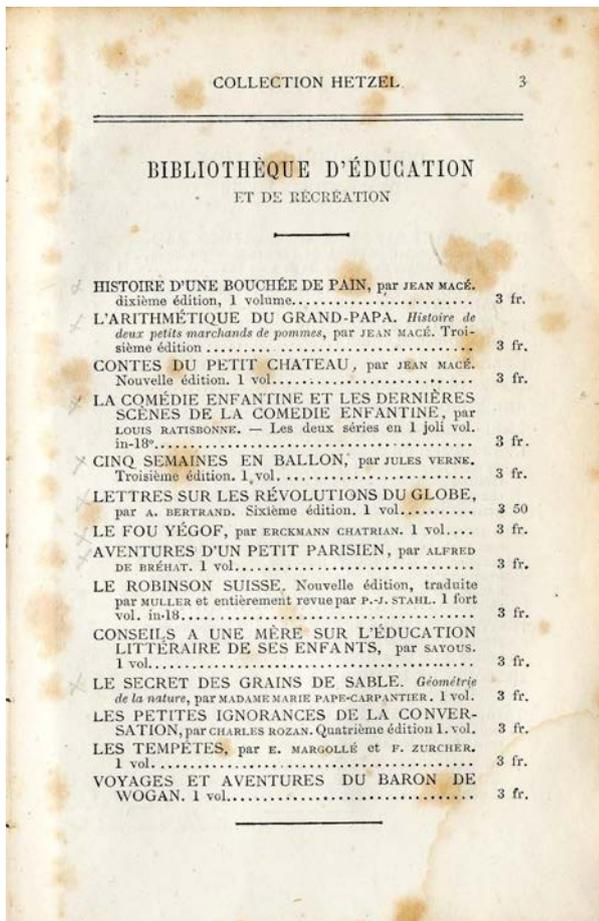 COLLECTION HETZEL 3
BIBLIOTHÈQUE D'ÉDUCATION
ET DE RÉCRÉATION
HISTOIRE D'UNE BOUCHÉE DE PAIN, par JEAN MACÉ.
dixième édition, 1 volume........................ 3 fr.
L'ARITHMÉTIQUE DU GRAND-PAPA. Histoire de
deux petits marchands de pommes, par JEAN MACÉ. Troi-
sième édition .................................. 3 fr.
CONTES DU PETIT CHATEAU, par JEAN MACÉ.
Nouvelle édition. 1 vol........................... 3 fr.
LA COMÉDIE ENFANTINE ET LES DERNIÈRES
SCÈNES DE LA COMEDIE ENFANTINE, par
LOUIS RATISBONNE. — Les deux séries en 1 joli vol.
in-18º.......................................... 3 fr.
CINQ SEMAINES EN BALLON, par JULES VERNE.
Troisième édition. 1 vol. ......................... 3 fr.
LETTRES SUR LES RÉVOLUTIONS DU GLOBE,
par A. BERTRAND. Sixième édition. 1 vol.......... 3 50
LE FOU YÉGOF, par ERCKMANN CHATRIAN. 1 vol.... 3 fr.
AVENTURES D'UN PETIT PARISIEN, par ALFRED
DE BRÉHAT. 1 vol................................ 3 fr.
LE ROBINSON SUISSE. Nouvelle édition, traduite
par MULLER et entièrement revue par P.-J. STAHL. 1 fort
vol. in-18....................................... 3 fr.
CONSEILS A UNE MÈRE SUR L'ÉDUCATION
LITTÉRAIRE DE SES ENFANTS, par SAYOUS.
1 vol........................................... 3 fr.
LE SECRET DES GRAINS DE SABLE. Géométrie
de la nature, par MADAME MARIE PAPE-CARPANTIER. 1 vol. 3 fr.
LES PETITES IGNORANCES DE LA CONVER-
SATION, par CHARLES ROZAN. Quatrième édition 1. vol. 3 fr.
LES TEMPÊTES, par E. MARGOLLÉ et F. ZURCHER.
1 vol. .......................................... 3 fr.
VOYAGES ET AVENTURES DU BARON DE
WOGAN. 1 vol................................ 3 fr.